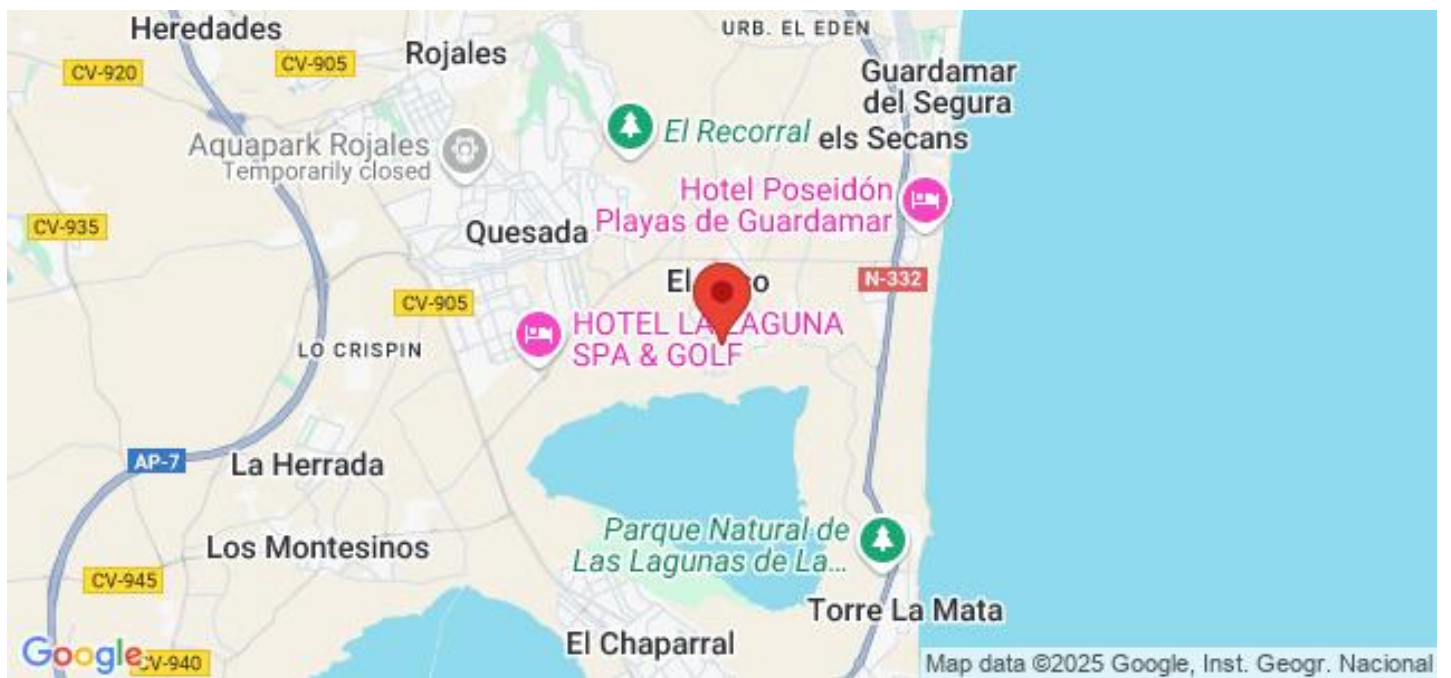 URB. EL EDEN
Heredades
Rojales
CV-920
CV-905
Guardamar
del Segura
El Recorral
els Secans
Aquapark Rojales
Temporarily closed
Hotel Poseidón
Playas de Guardamar
CV-935
Quesada
El
N-332
CV-905
HOTEL LA LAGUNA
SPA & GOLF
LO CRISPIN
AP-7
La Herrada
Parque Natural de
Las Lagunas de La...
Los Montesinos
CV-945
Torre La Mata
El Chaparral
Google
CV-940
Map data ©2025 Google, Inst. Geogr. Nacional